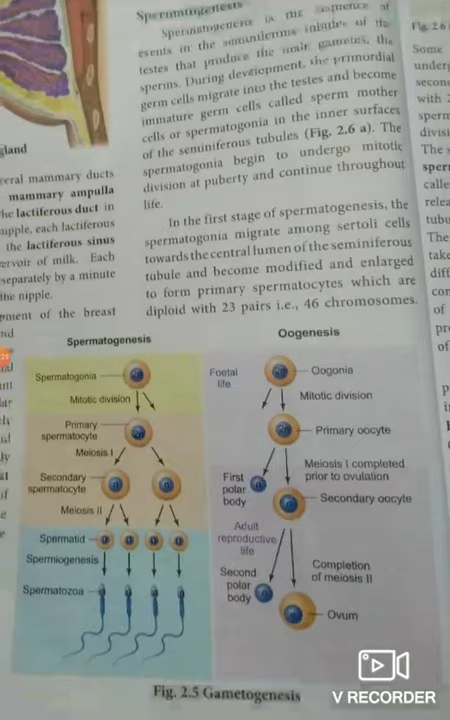 Spermatogenesis
Spermatogenesis is the sequence of
events in the seminiferous tubules of the
testes that produce the male gametes, the
sperms. During development, the primordial
germ cells migrate into the testes and become
immature germ cells called sperm mother
cells or spermatogonia in the inner surfaces
of the seminiferous tubules (Fig. 2.6 a). The
spermatogonia begin to undergo mitotic
division at puberty and continue throughout
life.
In the first stage of spermatogenesis, the
spermatogonia migrate among sertoli cells
towards the central lumen of the seminiferous
tubule and become modified and enlarged
to form primary spermatocytes which are
diploid with 23 pairs i.e., 46 chromosomes.
gland
mammary ducts
mammary ampulla
lactiferous duct in
nipple, each lactiferous
the lactiferous sinus
of milk. Each
separately by a minute
the nipple.
of the breast
Fig. 2.6
Some
The
Spermatogenesis
Spermatogonia
Mitotic division
Primary
spermatocyte
Meiosis I
Secondary
spermatocyte
Meiosis II
Spermatid
Spermiogenesis
Spermatozoa
2n
2n
n
n
n
n
n
n
Oogenesis
Foetal
life
Oogonia
Mitotic division
Primary oocyte
Meiosis I completed
prior to ovulation
First
polar
body
Secondary oocyte
Adult
reproductive
life
Second
polar
body
Completion
of meiosis II
Ovum
2n
2n
n
n
n
n
Fig. 2.5 Gametogenesis
V RECORDER